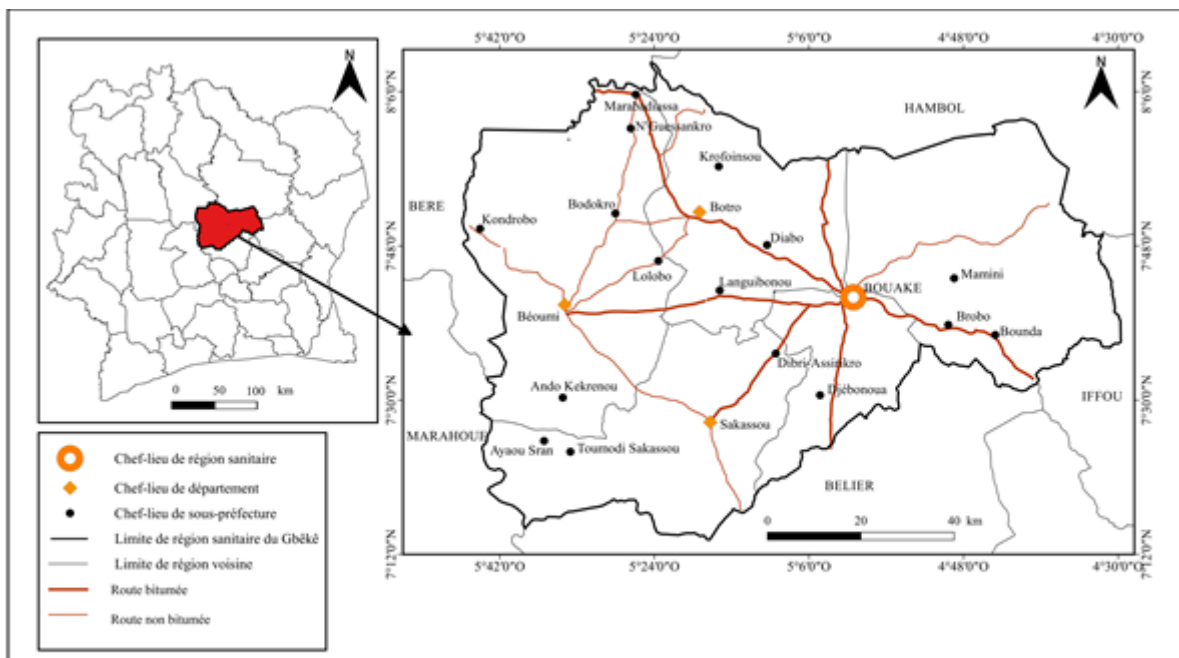 N
0 50 100 km
Chef-lieu de région sanitaire
Chef-lieu de département
Chef-lieu de sous-préfecture
Limite de région sanitaire du Gbêkê
Limite de région voisine
Route bitumée
Route non bitumée
5°42'0"O 5°24'0"O 5°6'0"O 4°48'0"O 4°30'0"O
N
8°6'0"N 8°6'0"N
Marabadiassa
HAMBOL
N'Guessankro
Krofoinsou
BERE
Kondrobo
Bodokro
Botro
Diabo
7°48'0"N 7°48'0"N
Lolobo
Mamini
Languibonou
BOUAKE
Béoumi
Brobo
Bounda
Dibri-Assirikro
Ando Kekrenou
Djébonoua
7°30'0"N 7°30'0"N
IFFOU
MARAHOUE
Sakassou
Ayaou Sran
Toumodi Sakassou
BELIER
0 20 40 km
7°12'0"N 7°12'0"N
5°42'0"O 5°24'0"O 5°6'0"O 4°48'0"O 4°30'0"O